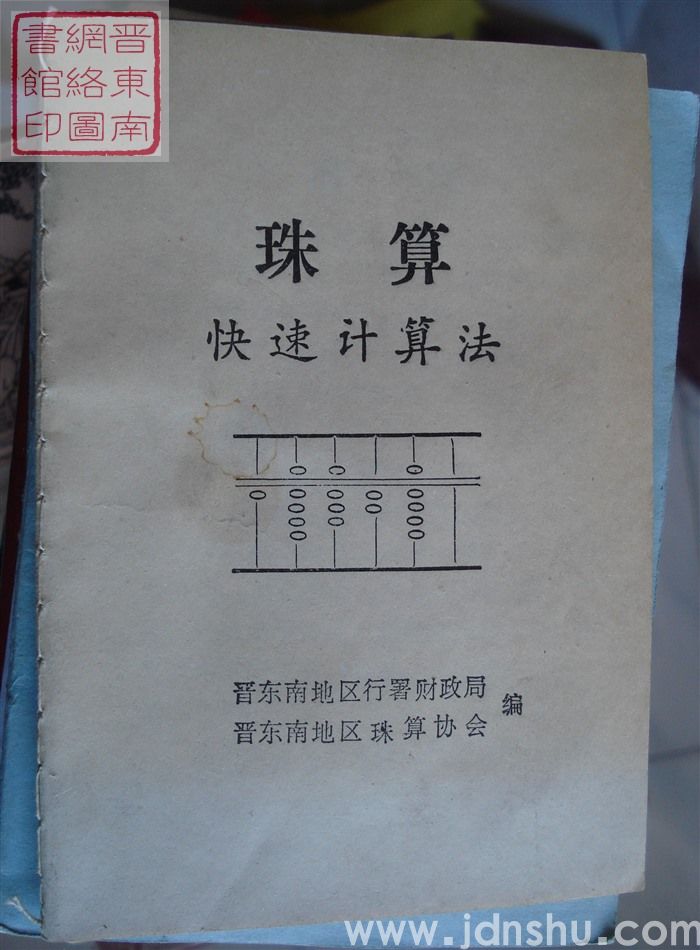 晋東南
網絡圖
書館印
珠算
快速计算法
晋东南地区行署财政局
晋东南地区珠算协会
编
www.jdnshu.com